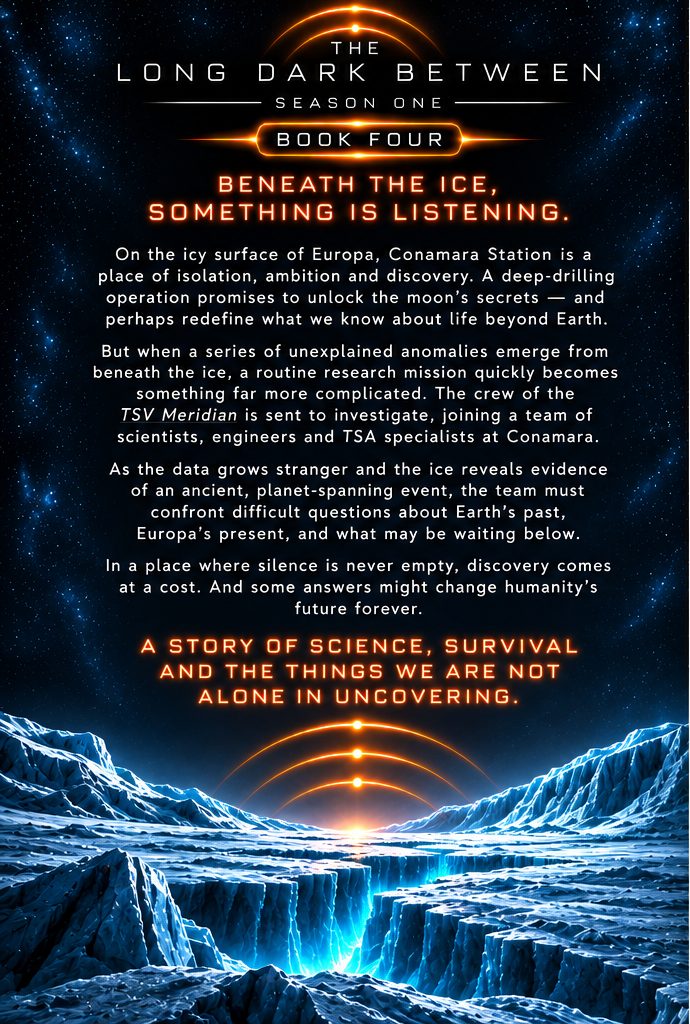 THE
LONG DARK BETWEEN
SEASON ONE
BOOK FOUR
BENEATH THE ICE,
SOMETHING IS LISTENING.
On the icy surface of Europa, Conamara Station is a
place of isolation, ambition and discovery. A deep-drilling
operation promises to unlock the moon's secrets — and
perhaps redefine what we know about life beyond Earth.
But when a series of unexplained anomalies emerge from
beneath the ice, a routine research mission quickly becomes
something far more complicated. The crew of the
TSV Meridian is sent to investigate, joining a team of
scientists, engineers and TSA specialists at Conamara.
As the data grows stranger and the ice reveals evidence
of an ancient, planet-spanning event, the team must
confront difficult questions about Earth's past,
Europa's present, and what may be waiting below.
In a place where silence is never empty, discovery comes
at a cost. And some answers might change humanity's
future forever.
A STORY OF SCIENCE, SURVIVAL
AND THE THINGS WE ARE NOT
ALONE IN UNCOVERING.